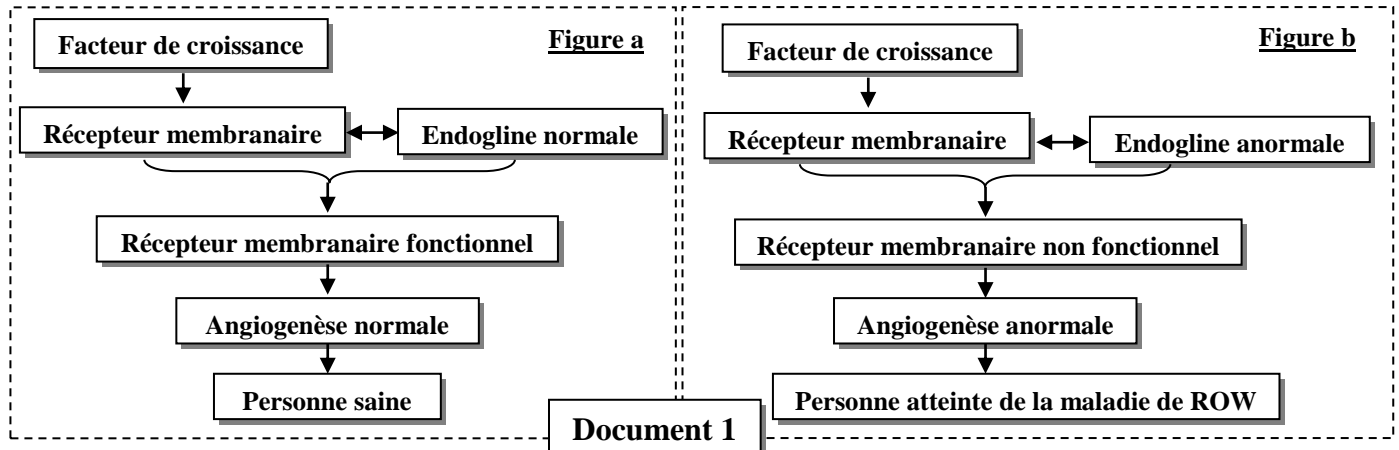 Figure a
Facteur de croissance
Récepteur membranaire
Endogline normale
Récepteur membranaire fonctionnel
Angiogenèse normale
Personne saine
Figure b
Facteur de croissance
Récepteur membranaire
Endogline anormale
Récepteur membranaire non fonctionnel
Angiogenèse anormale
Personne atteinte de la maladie de ROW
Document 1